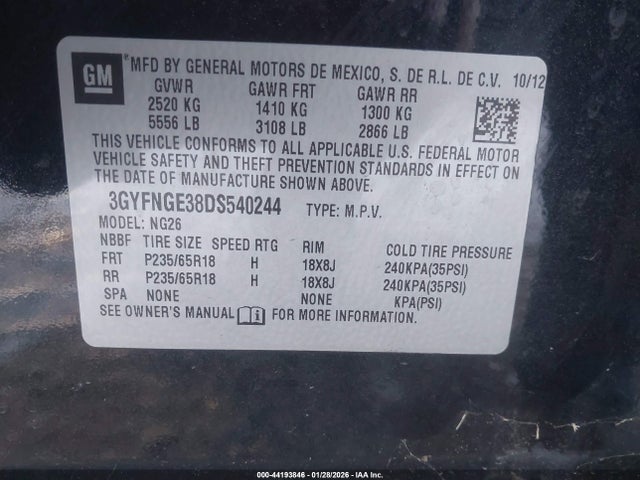 GM
*MFD BY GENERAL MOTORS DE MEXICO, S. DE R.L. DE C.V. 10/12
GVWR GAWR FRT GAWR RR
2520 KG 1410 KG 1300 KG
5556 LB 3108 LB 2866 LB
THIS VEHICLE CONFORMS TO ALL APPLICABLE U.S. FEDERAL MOTOR
VEHICLE SAFETY AND THEFT PREVENTION STANDARDS IN EFFECT ON
THE DATE OF MANUFACTURE SHOWN ABOVE.
3GYFNGE38DS540244 TYPE: M.P.V.
MODEL: NG26
NBBF TIRE SIZE SPEED RTG RIM COLD TIRE PRESSURE
FRT P235/65R18 H 18X8J 240KPA(35PSI)
RR P235/65R18 H 18X8J 240KPA(35PSI)
SPA NONE NONE KPA(PSI)
SEE OWNER'S MANUAL FOR MORE INFORMATION.
000-44193846 - 01/28/2026 - IAA Inc.